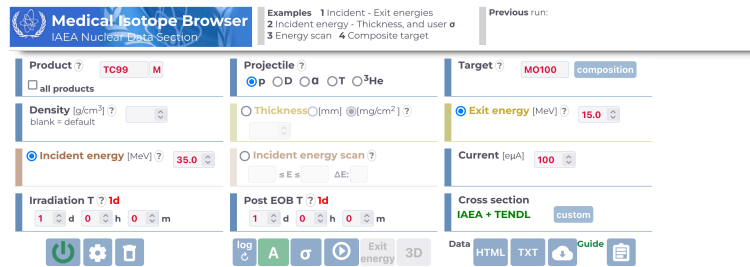 Medical Isotope Browser
IAEA Nuclear Data Section
Examples 1 Incident - Exit energies
2 Incident energy - Thickness, and user σ
3 Energy scan 4 Composite target
Previous run:
Product ? TC99 M
all products
Projectile ?
p D α T ³He
Target ? MO100 composition
Density [g/cm³] ?
blank = default
Thickness [mm] [mg/cm²] ?
Exit energy [MeV] ? 15.0
Incident energy [MeV] ? 35.0
Incident energy scan ?
≤ E ≤ ΔE:
Current [eμA] 100
Irradiation T ? 1d
1 d 0 h 0 m
Post EOB T ? 1d
1 d 0 h 0 m
Cross section
IAEA + TENDL custom
log A σ Exit energy 3D
Data HTML TXT Guide